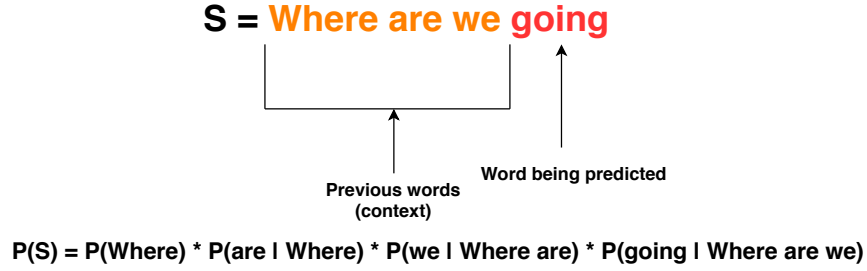 S = Where are we going
Previous words
(context)
Word being predicted
P(S) = P(Where) * P(are | Where) * P(we | Where are) * P(going | Where are we)